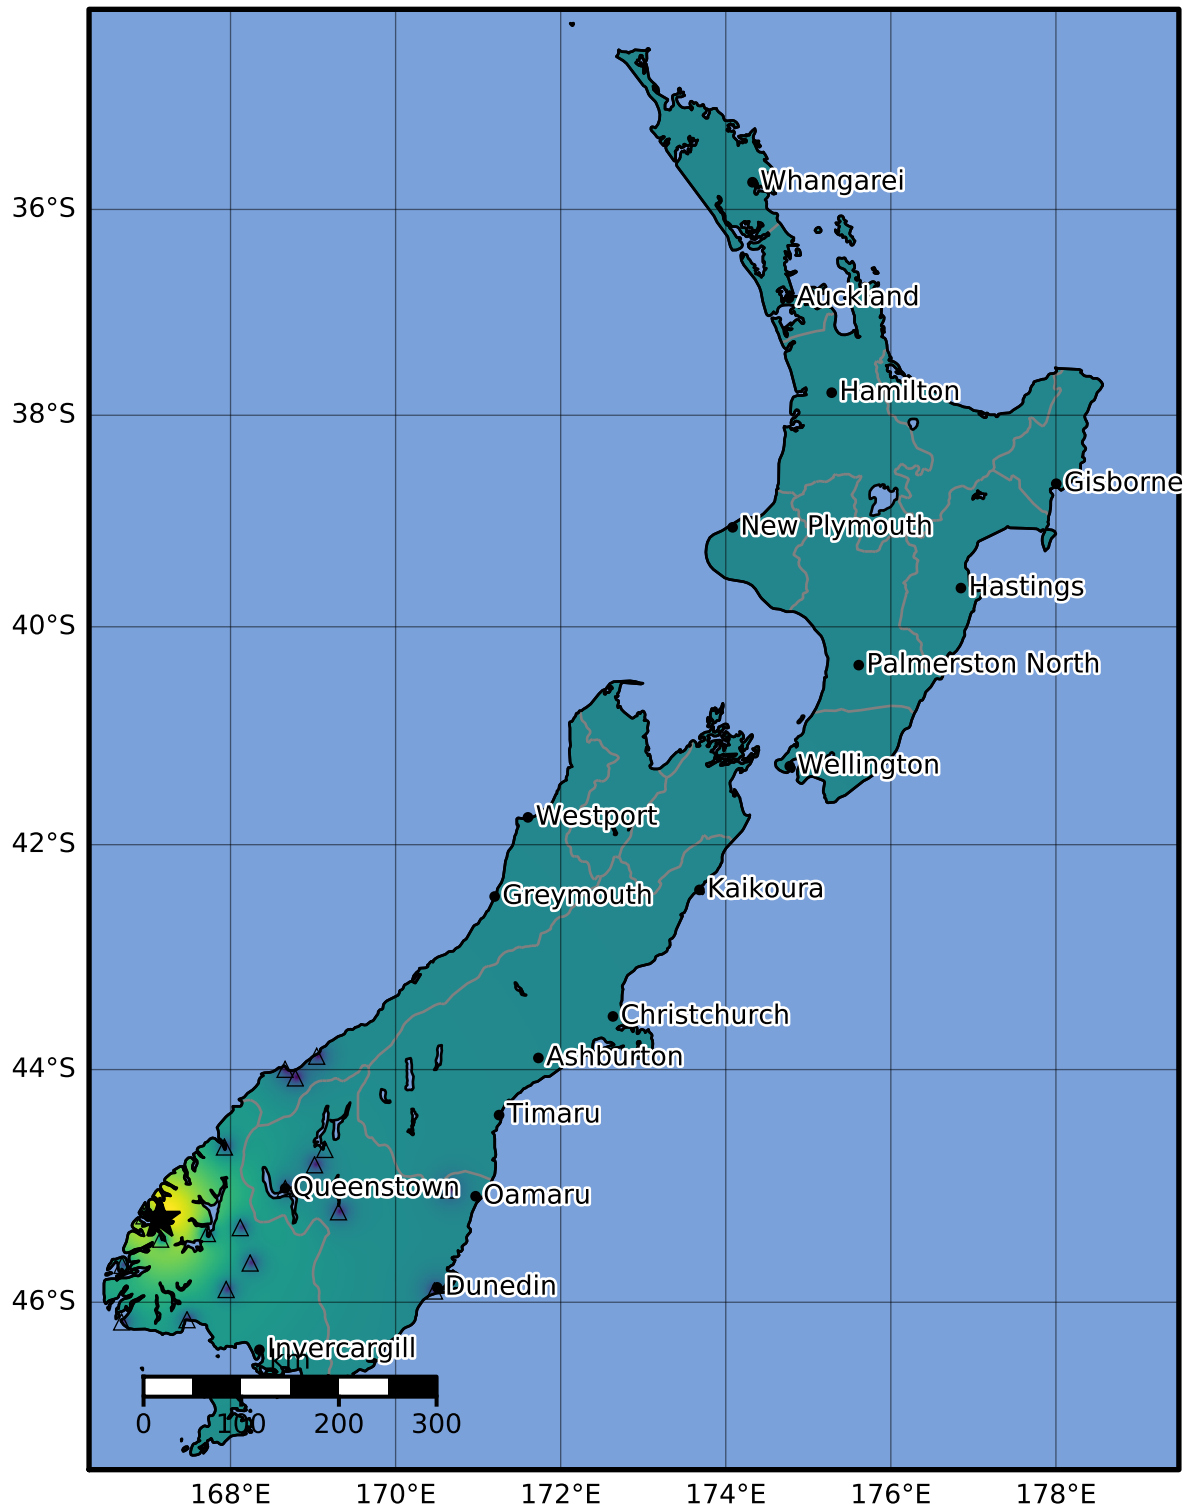 Whangarei
36°S
Auckland
Hamilton
38°S
Gisborne
New Plymouth
Hastings
40°S
Palmerston North
Wellington
Westport
42°S
Kaikoura
Greymouth
Christchurch
Ashburton
44°S
Timaru
Queenstown
Oamaru
Dunedin
46°S
Invercargill
km
0 100 200 300
168°E 170°E 172°E 174°E 176°E 178°E